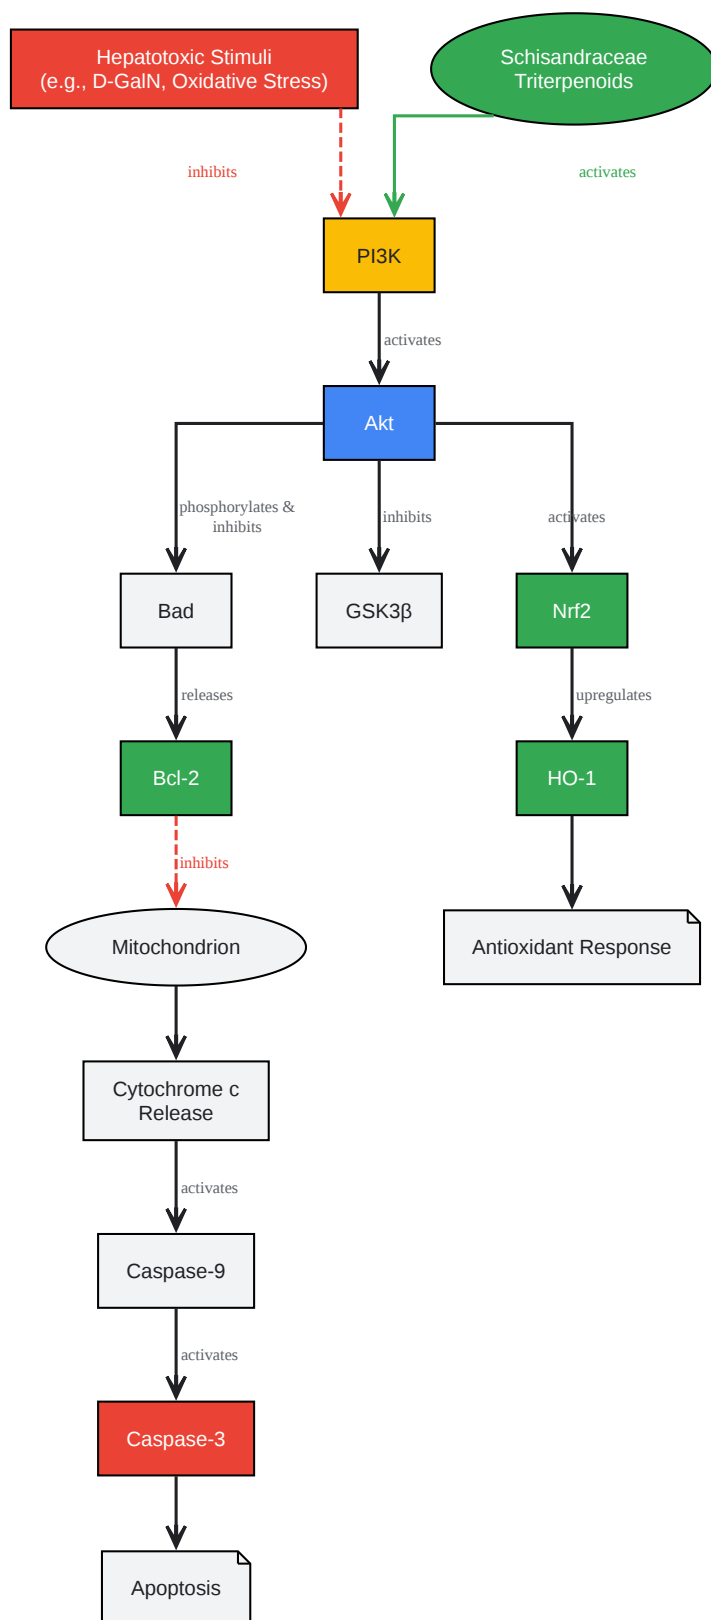 Hepatotoxic Stimuli
(e.g., D-GalN, Oxidative Stress)
Schisandraceae
Triterpenoids
inhibits
activates
PI3K
activates
Akt
phosphorylates &
inhibits
inhibits
activates
Bad
GSK3β
Nrf2
releases
upregulates
Bcl-2
HO-1
inhibits
Mitochondrion
Antioxidant Response
Cytochrome c
Release
activates
Caspase-9
activates
Caspase-3
Apoptosis